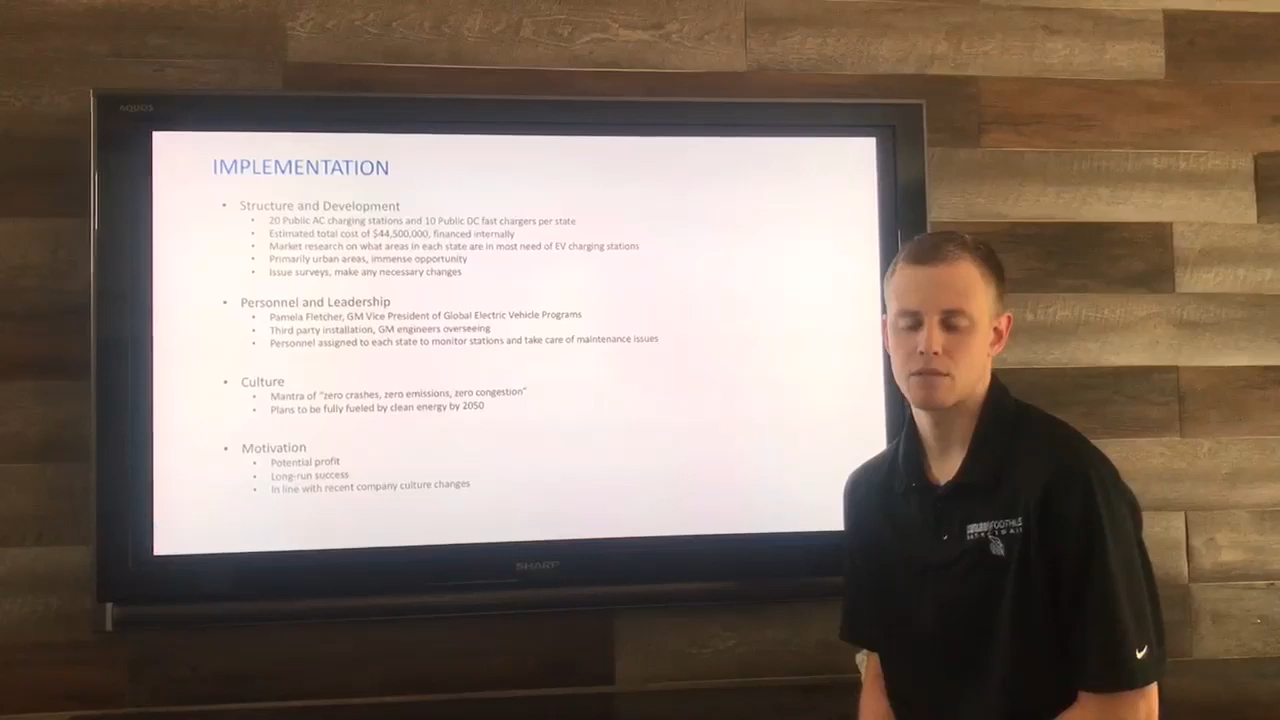 AQUOS
IMPLEMENTATION
• Structure and Development
• 20 Public AC charging stations and 10 Public DC fast chargers per state
• Estimated total cost of $44,500,000, financed internally
• Market research on what areas in each state are in most need of EV charging stations
• Primarily urban areas, immense opportunity
• Issue surveys, make any necessary changes
• Personnel and Leadership
• Pamela Fletcher, GM Vice President of Global Electric Vehicle Programs
• Third party installation, GM engineers overseeing
• Personnel assigned to each state to monitor stations and take care of maintenance issues
• Culture
• Mantra of "zero crashes, zero emissions, zero congestion"
• Plans to be fully fueled by clean energy by 2050
• Motivation
• Potential profit
• Long-run success
• In line with recent company culture changes
SHARP
FOOTHILL
BASKETBALL